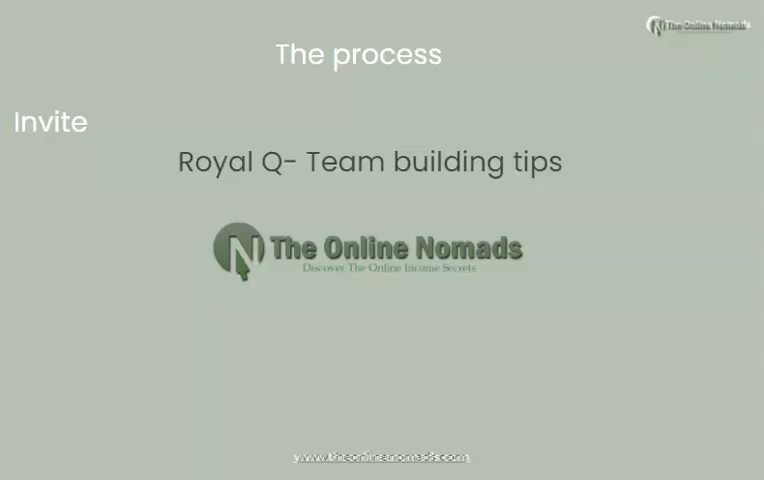 The Online Nomads
The process
Invite
Royal Q- Team building tips
The Online Nomads
Discover The Online Income Secrets
www.theonlinenomads.com